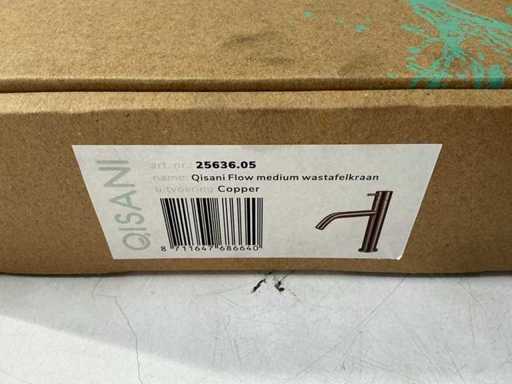 QISANI
art. nr.: 25636.05
name: Qisani Flow medium wastafelkraan
uitvoering: Copper
8 711647 686640